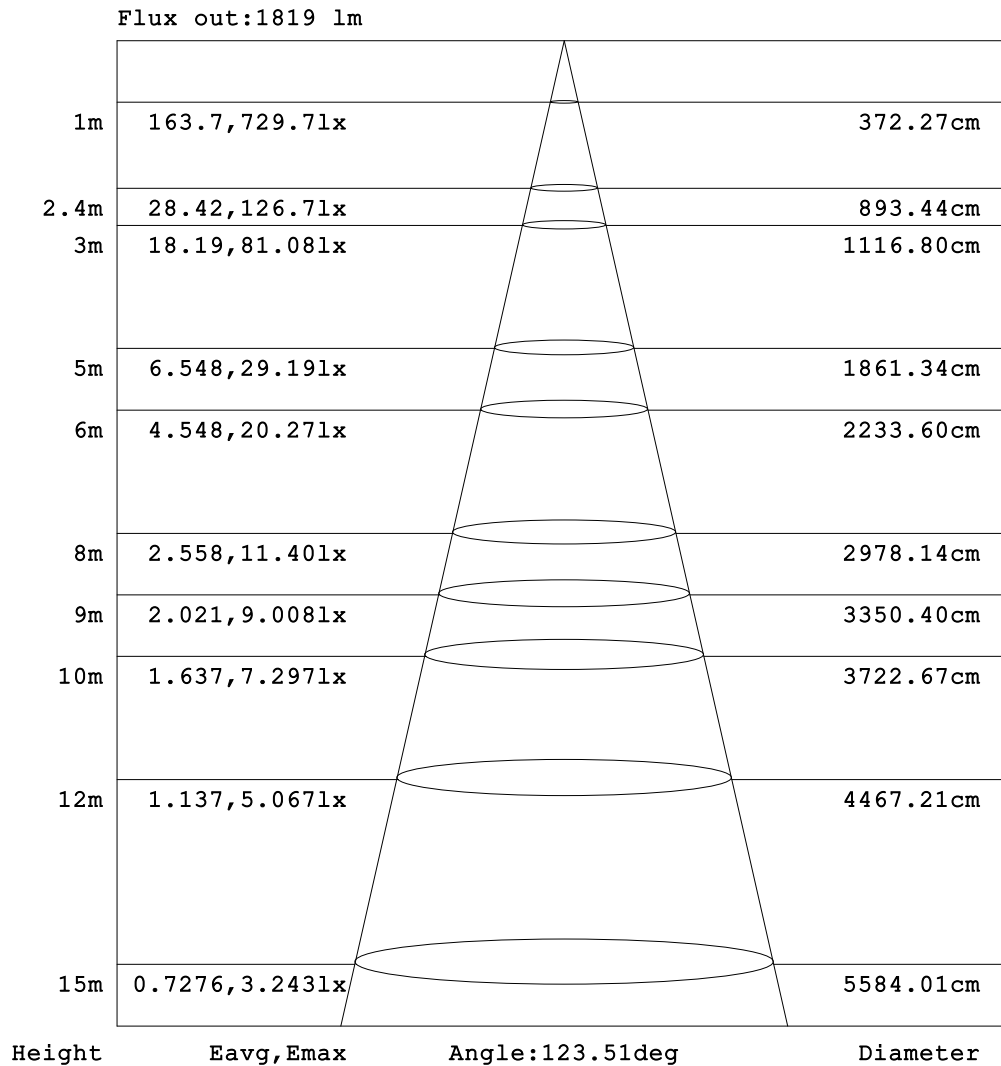 Flux out:1819 lm
1m 163.7,729.7lx 372.27cm
2.4m 28.42,126.7lx 893.44cm
3m 18.19,81.08lx 1116.80cm
5m 6.548,29.19lx 1861.34cm
6m 4.548,20.27lx 2233.60cm
8m 2.558,11.40lx 2978.14cm
9m 2.021,9.008lx 3350.40cm
10m 1.637,7.297lx 3722.67cm
12m 1.137,5.067lx 4467.21cm
15m 0.7276,3.243lx 5584.01cm
Height Eavg,Emax Angle:123.51deg Diameter